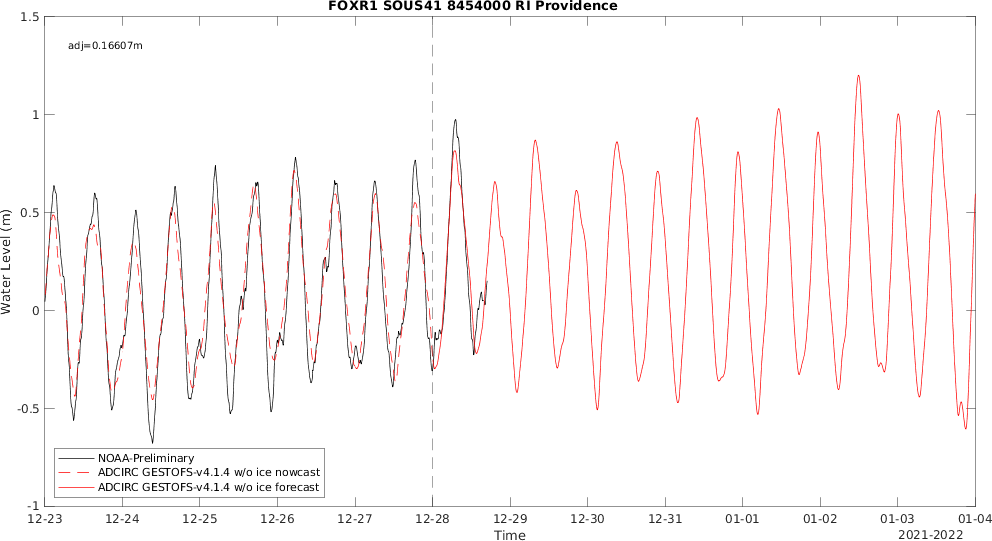 FOXR1 SOUS41 8454000 RI Providence
adj=0.16607m
1.5
1
0.5
0
-0.5
-1
Water Level (m)
NOAA-Preliminary
ADCIRC GESTOFS-v4.1.4 w/o ice nowcast
ADCIRC GESTOFS-v4.1.4 w/o ice forecast
12-23 12-24 12-25 12-26 12-27 12-28 12-29 12-30 12-31 01-01 01-02 01-03 01-04
Time
2021-2022